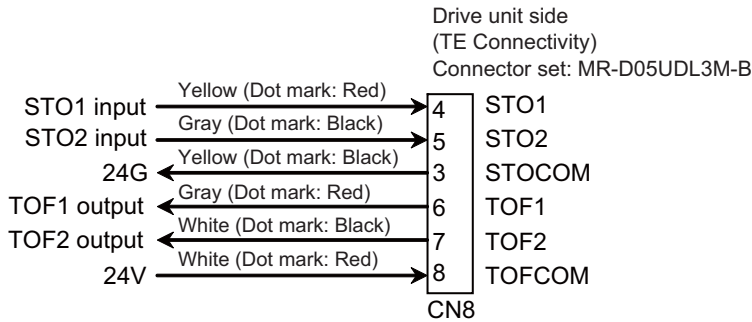 Drive unit side
(TE Connectivity)
Connector set: MR-D05UDL3M-B
STO1 input Yellow (Dot mark: Red) 4 STO1
STO2 input Gray (Dot mark: Black) 5 STO2
24G Yellow (Dot mark: Black) 3 STOCOM
TOF1 output Gray (Dot mark: Red) 6 TOF1
TOF2 output White (Dot mark: Black) 7 TOF2
24V White (Dot mark: Red) 8 TOFCOM
CN8